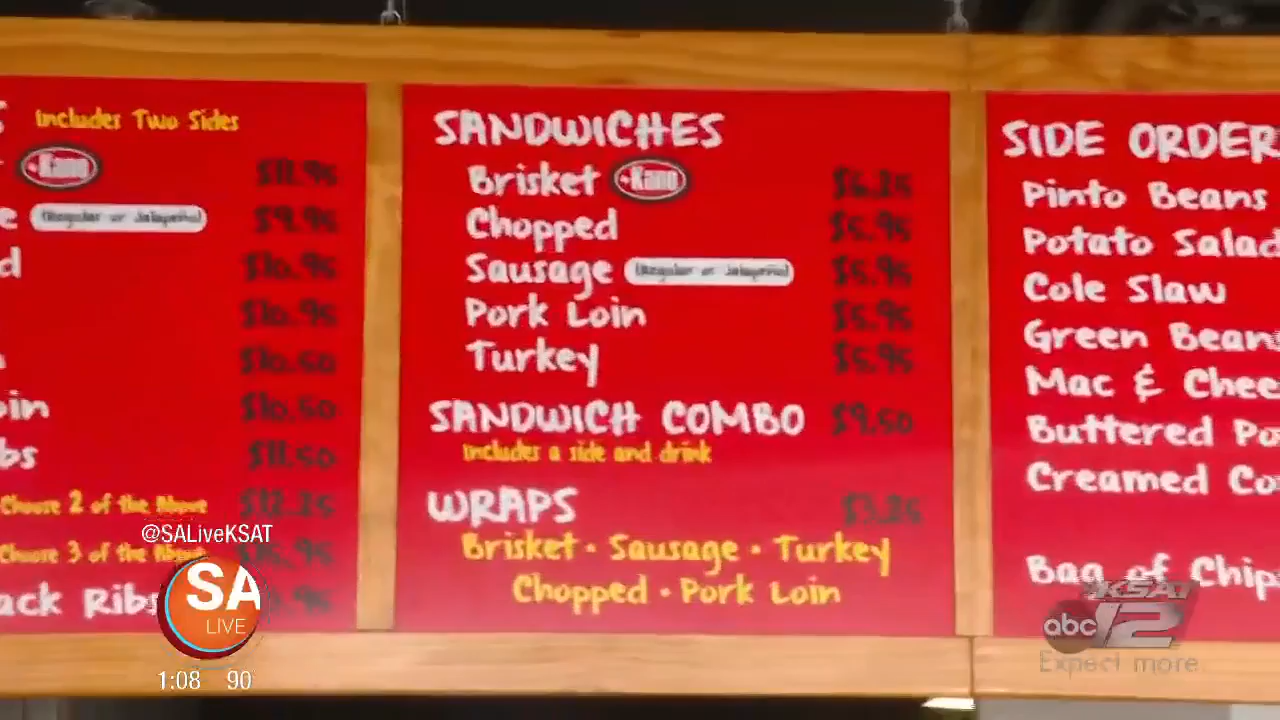 Includes Two Sides
Kano $11.95
e (Regular or Jalapeño) $9.95
d $10.95
$10.95
$10.50
oin $10.50
bs $11.50
Choose 2 of the Above $12.25
Choose 3 of the Above
ack Ribs
SANDWICHES
Brisket Kano $6.25
Chopped $5.95
Sausage (Regular or Jalapeño) $5.95
Pork Loin $5.95
Turkey $5.95
SANDWICH COMBO $9.50
Includes a side and drink
WRAPS $3.25
Brisket · Sausage · Turkey
Chopped · Pork Loin
SIDE ORDER
Pinto Beans
Potato Salad
Cole Slaw
Green Bean
Mac & Chee
Buttered Po
Creamed Co
Bag of Chip
@SALiveKSAT
SA
LIVE
1:08 90
KSAT
abc 12
Expect more.